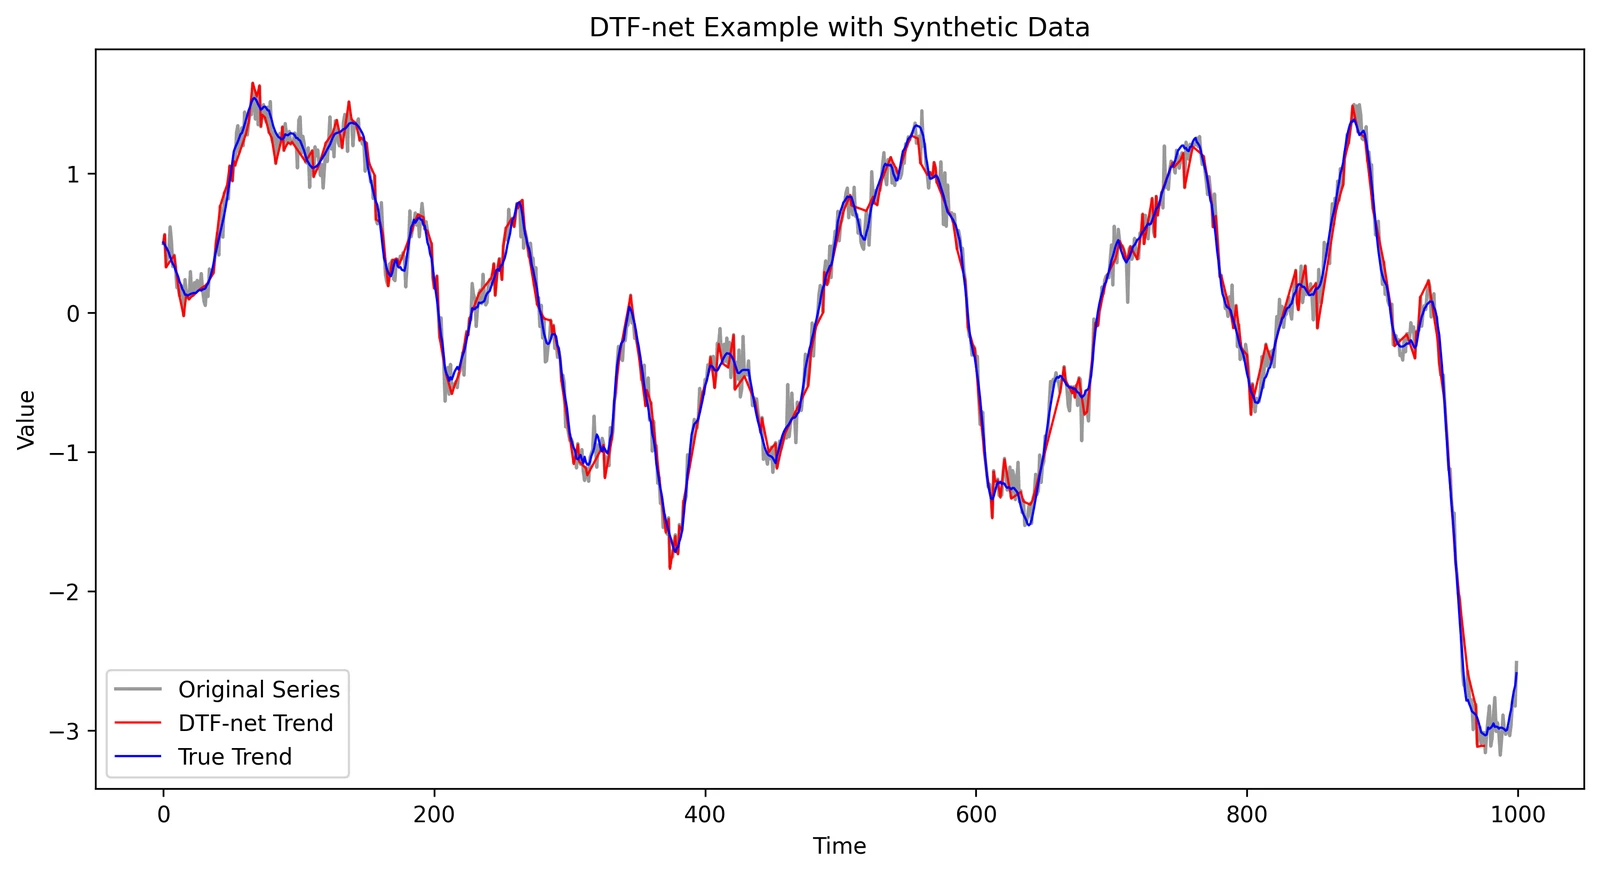 DTF-net Example with Synthetic Data
Value
1
0
−1
−2
−3
Original Series
DTF-net Trend
True Trend
0
200
400
600
800
1000
Time